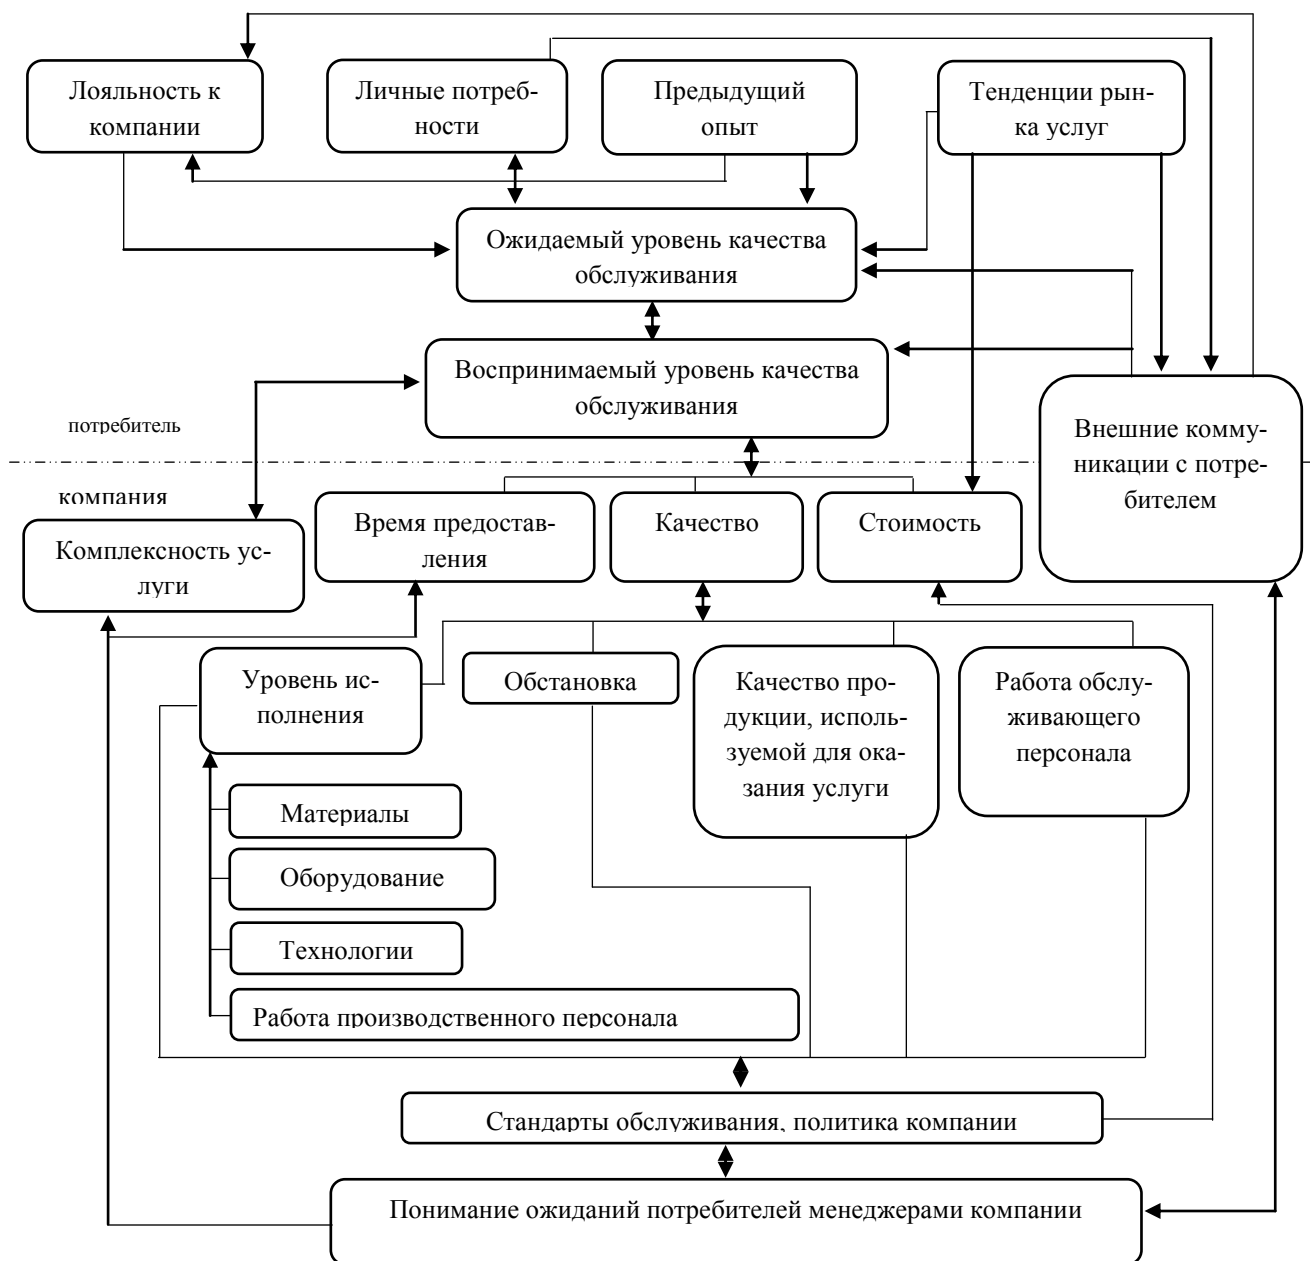 Лояльность к
компании
Личные потреб-
ности
Предыдущий
опыт
Тенденции рын-
ка услуг
Ожидаемый уровень качества
обслуживания
Воспринимаемый уровень качества
обслуживания
потребитель
Внешние комму-
никации с потре-
бителем
компания
Комплексность ус-
луги
Время предостав-
ления
Качество
Стоимость
Уровень ис-
полнения
Обстановка
Качество про-
дукции, исполь-
зуемой для ока-
зания услуги
Работа обслу-
живающего
персонала
Материалы
Оборудование
Технологии
Работа производственного персонала
Стандарты обслуживания, политика компании
Понимание ожиданий потребителей менеджерами компании